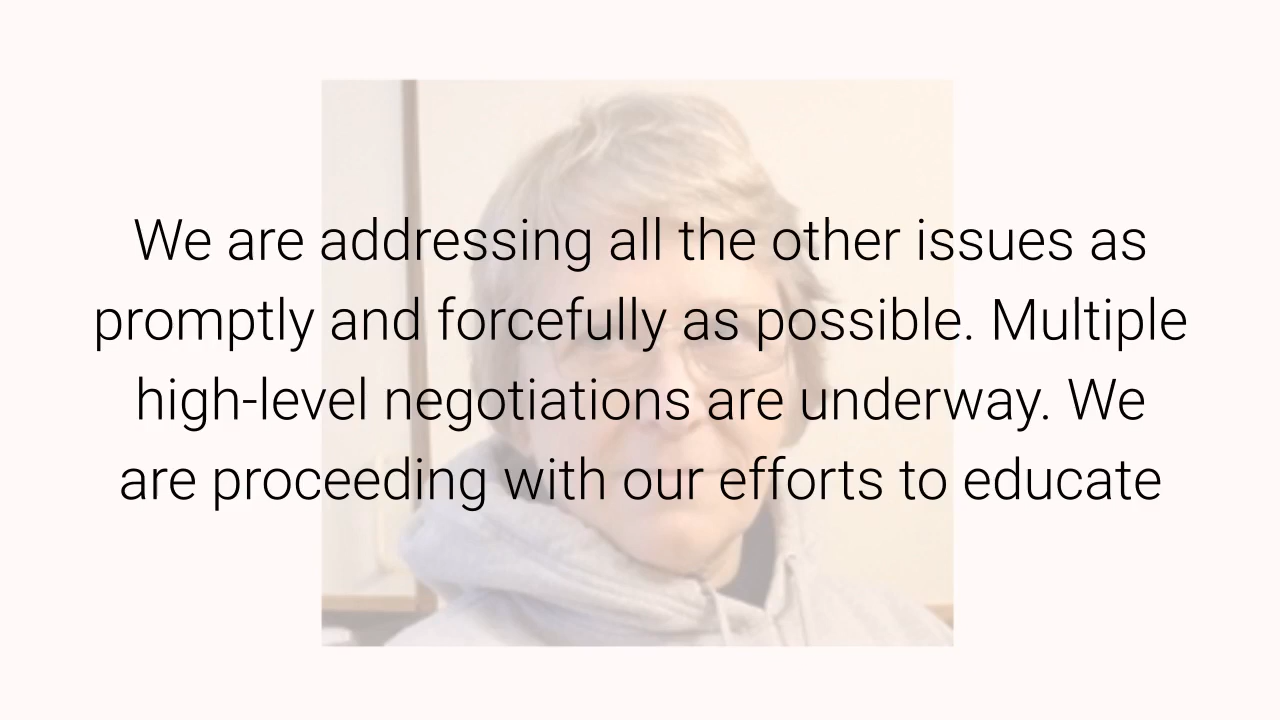 We are addressing all the other issues as
promptly and forcefully as possible. Multiple
high-level negotiations are underway. We
are proceeding with our efforts to educate